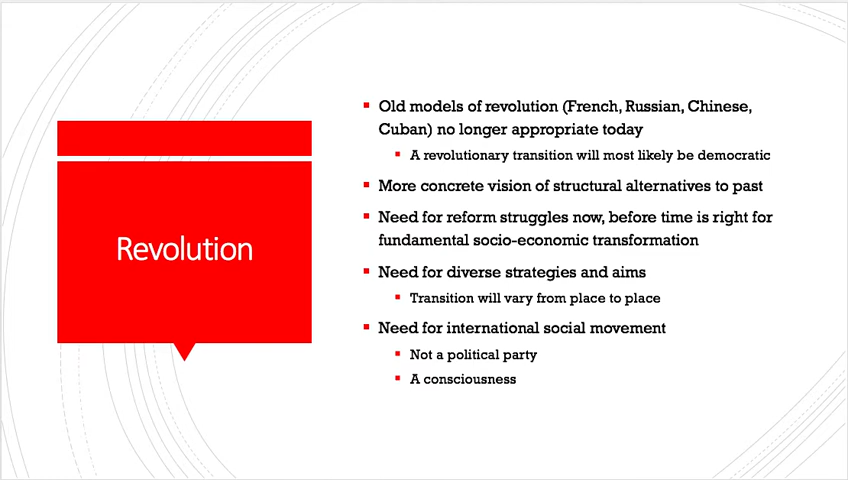 Revolution
Old models of revolution (French, Russian, Chinese,
Cuban) no longer appropriate today
A revolutionary transition will most likely be democratic
More concrete vision of structural alternatives to past
Need for reform struggles now, before time is right for
fundamental socio-economic transformation
Need for diverse strategies and aims
Transition will vary from place to place
Need for international social movement
Not a political party
A consciousness